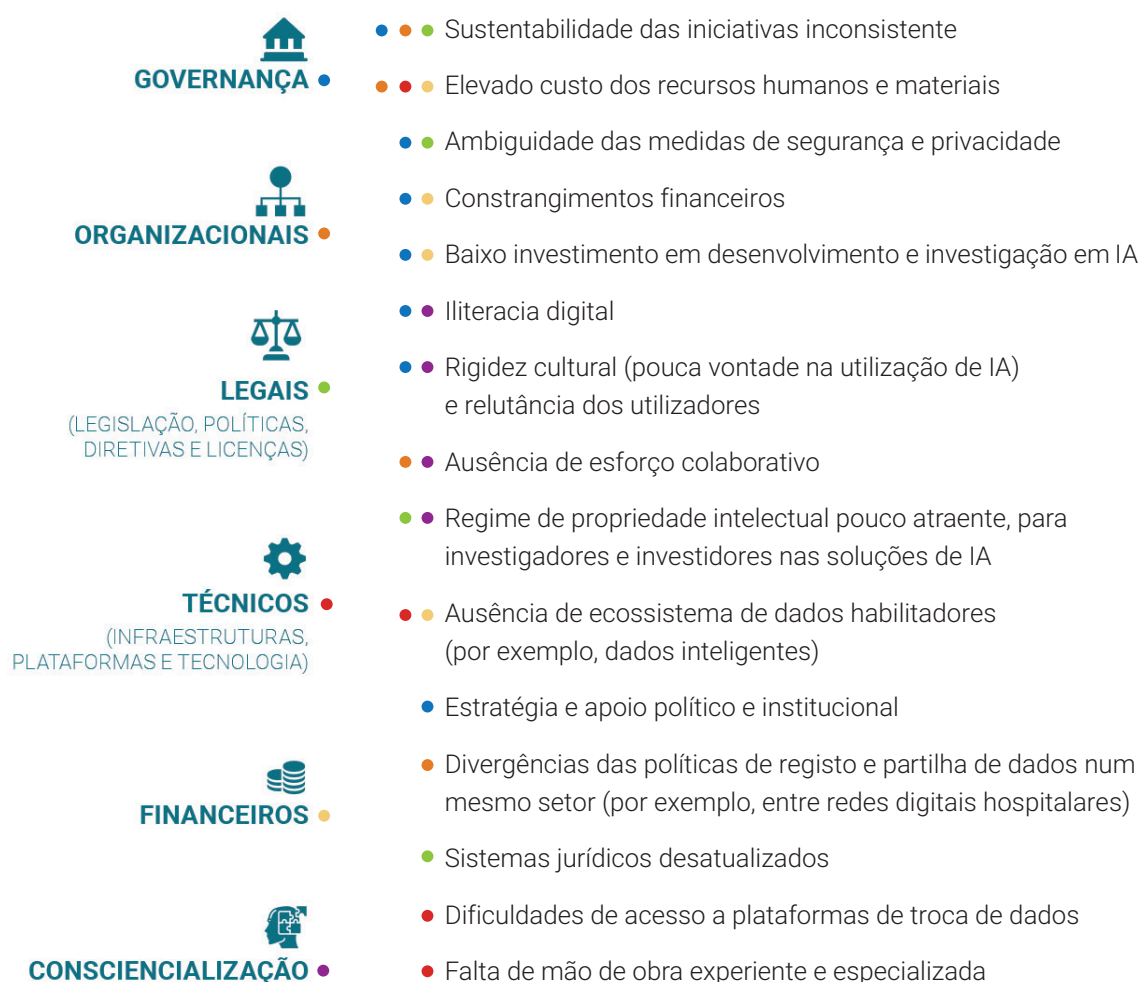 GOVERNANÇA
ORGANIZACIONAIS
LEGAIS
(LEGISLAÇÃO, POLÍTICAS,
DIRETIVAS E LICENÇAS)
TÉCNICOS
(INFRAESTRUTURAS,
PLATAFORMAS E TECNOLOGIA)
FINANCEIROS
CONSCIENCIALIZAÇÃO
Sustentabilidade das iniciativas inconsistente
Elevado custo dos recursos humanos e materiais
Ambiguidade das medidas de segurança e privacidade
Constrangimentos financeiros
Baixo investimento em desenvolvimento e investigação em IA
Iliteracia digital
Rigidez cultural (pouca vontade na utilização de IA)
e relutância dos utilizadores
Ausência de esforço colaborativo
Regime de propriedade intelectual pouco atraente, para
investigadores e investidores nas soluções de IA
Ausência de ecossistema de dados habilitadores
(por exemplo, dados inteligentes)
Estratégia e apoio político e institucional
Divergências das políticas de registo e partilha de dados num
mesmo setor (por exemplo, entre redes digitais hospitalares)
Sistemas jurídicos desatualizados
Dificuldades de acesso a plataformas de troca de dados
Falta de mão de obra experiente e especializada